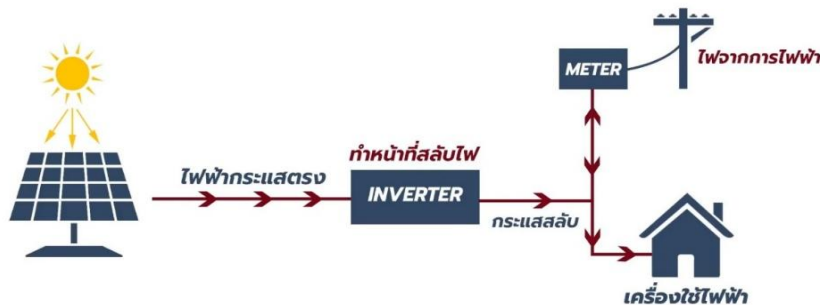 METER
ไฟจากการไฟฟ้า
ทำหน้าที่สลับไฟ
ไฟฟ้ากระแสตรง
INVERTER
กระแสสลับ
เครื่องใช้ไฟฟ้า